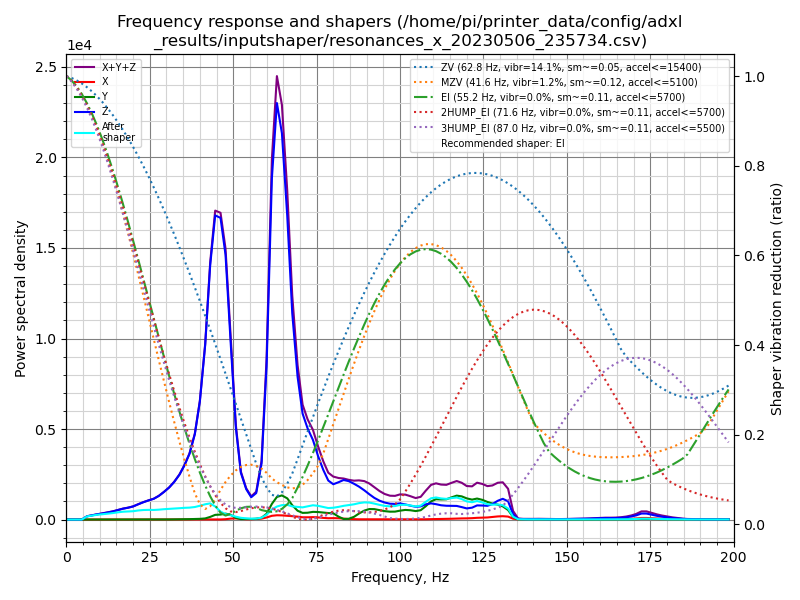 Frequency response and shapers (/home/pi/printer_data/config/adxl
_results/inputshaper/resonances_x_20230506_235734.csv)
1e4
X+Y+Z
X
Y
Z
After
shaper
ZV (62.8 Hz, vibr=14.1%, sm~=0.05, accel<=15400)
MZV (41.6 Hz, vibr=1.2%, sm~=0.12, accel<=5100)
EI (55.2 Hz, vibr=0.0%, sm~=0.11, accel<=5700)
2HUMP_EI (71.6 Hz, vibr=0.0%, sm~=0.11, accel<=5700)
3HUMP_EI (87.0 Hz, vibr=0.0%, sm~=0.11, accel<=5500)
Recommended shaper: EI
Power spectral density
2.5
2.0
1.5
1.0
0.5
0.0
Shaper vibration reduction (ratio)
1.0
0.8
0.6
0.4
0.2
0.0
0 25 50 75 100 125 150 175 200
Frequency, Hz